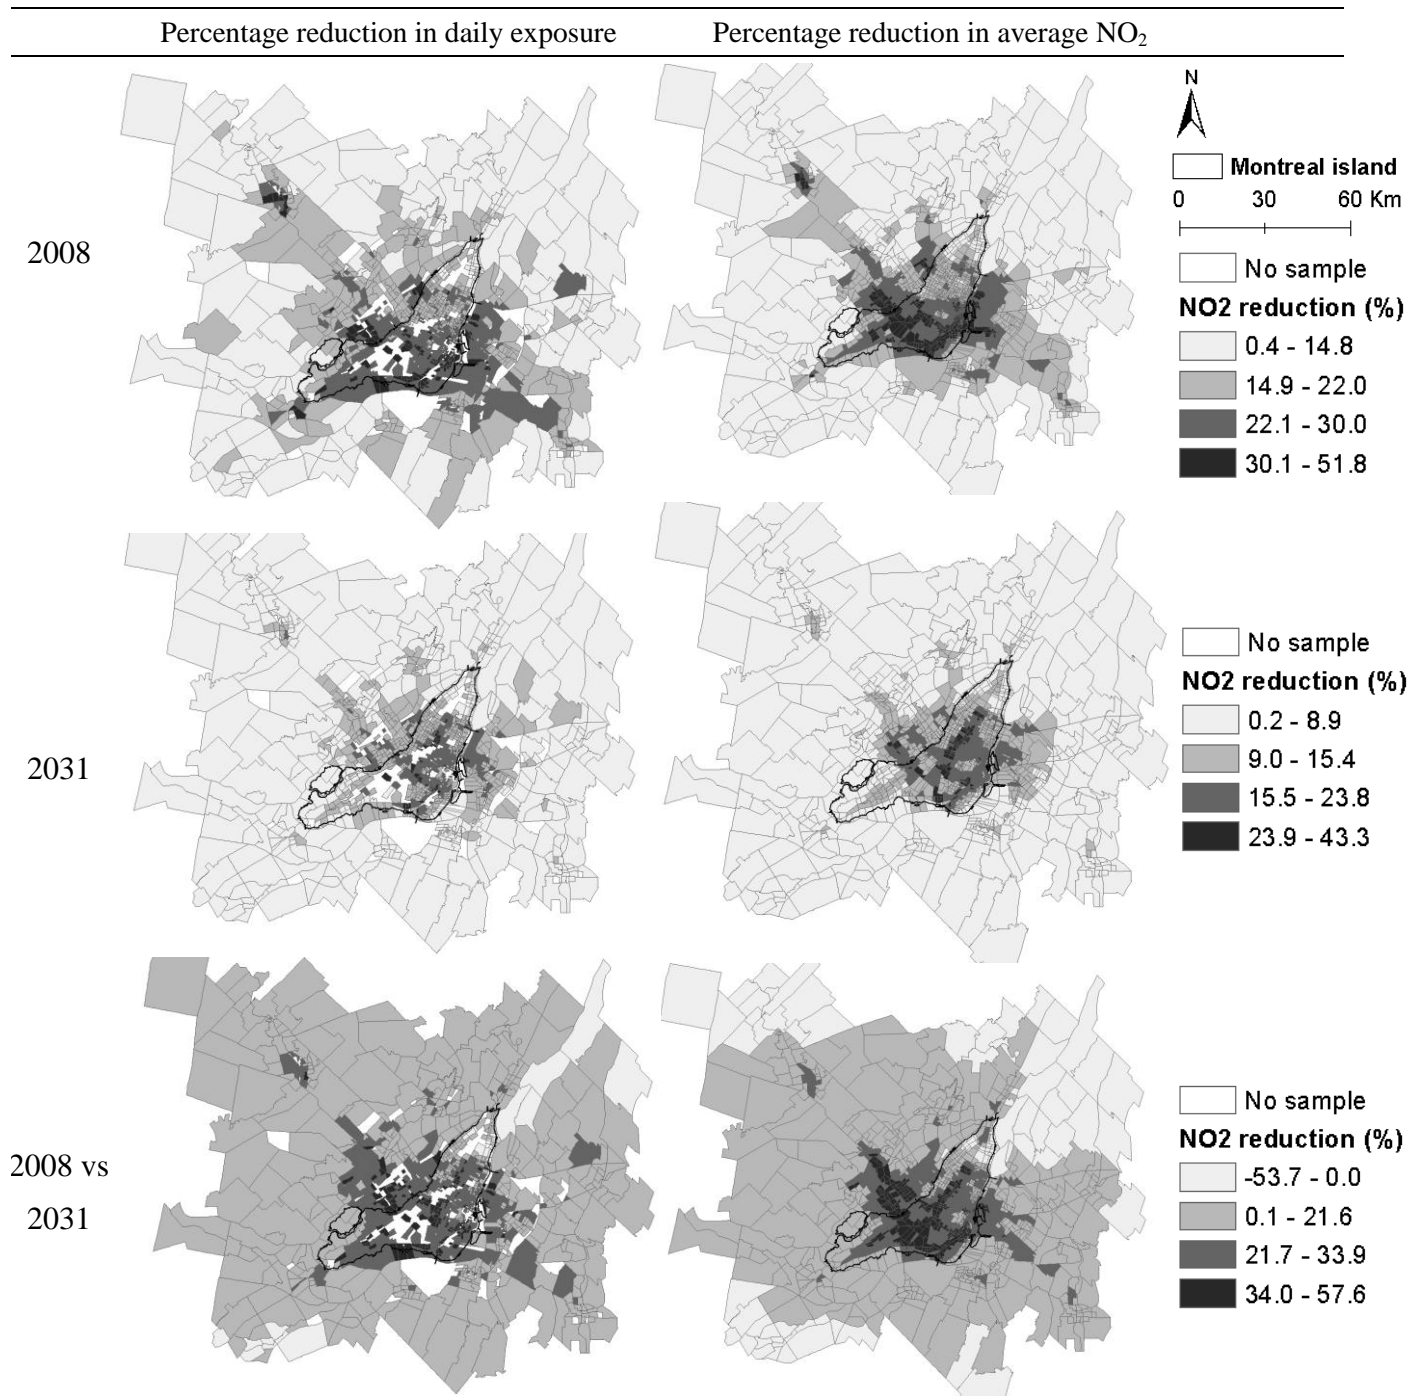 Percentage reduction in daily exposure Percentage reduction in average NO₂
N
Montreal island
0 30 60 Km
2008
No sample
NO2 reduction (%)
0.4 - 14.8
14.9 - 22.0
22.1 - 30.0
30.1 - 51.8
2031
No sample
NO2 reduction (%)
0.2 - 8.9
9.0 - 15.4
15.5 - 23.8
23.9 - 43.3
2008 vs
2031
No sample
NO2 reduction (%)
-53.7 - 0.0
0.1 - 21.6
21.7 - 33.9
34.0 - 57.6